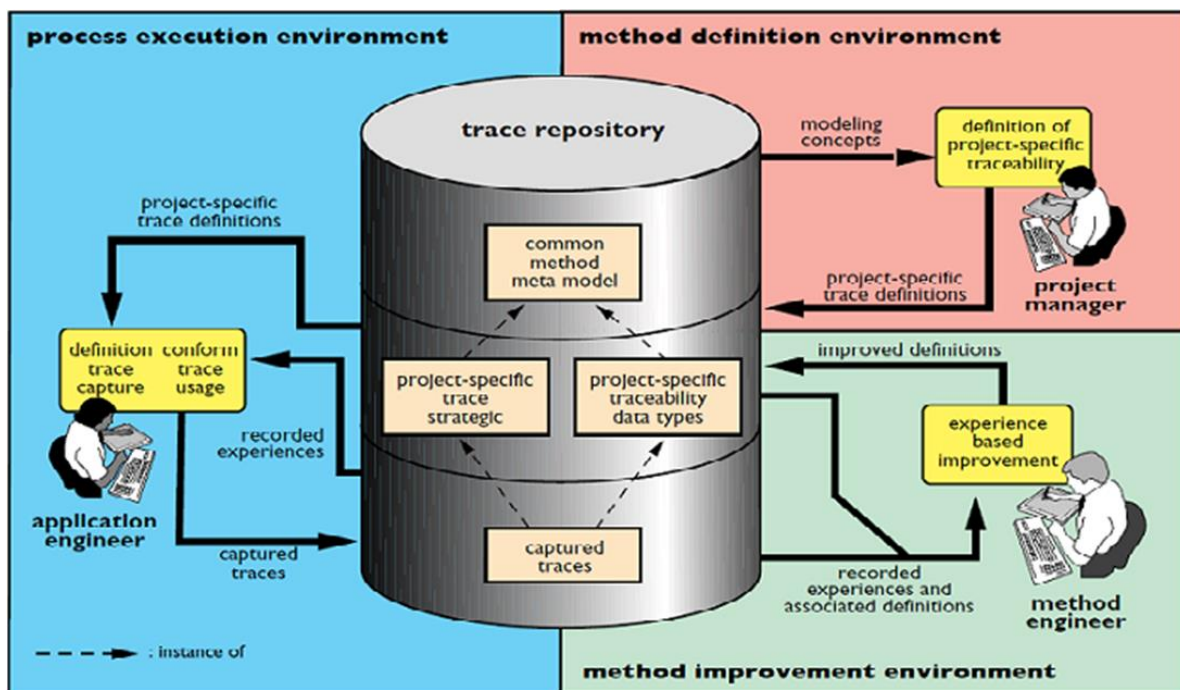 process execution environment
method definition environment
trace repository
modeling
concepts
definition of
project-specific
traceability
project-specific
trace definitions
common
method
meta model
project-specific
trace definitions
project
manager
definition conform
trace trace
capture usage
project-specific
trace
strategic
project-specific
traceability
data types
improved definitions
experience
based
improvement
recorded
experiences
application
engineer
captured
traces
captured
traces
recorded
experiences and
associated definitions
method
engineer
: instance of
method improvement environment